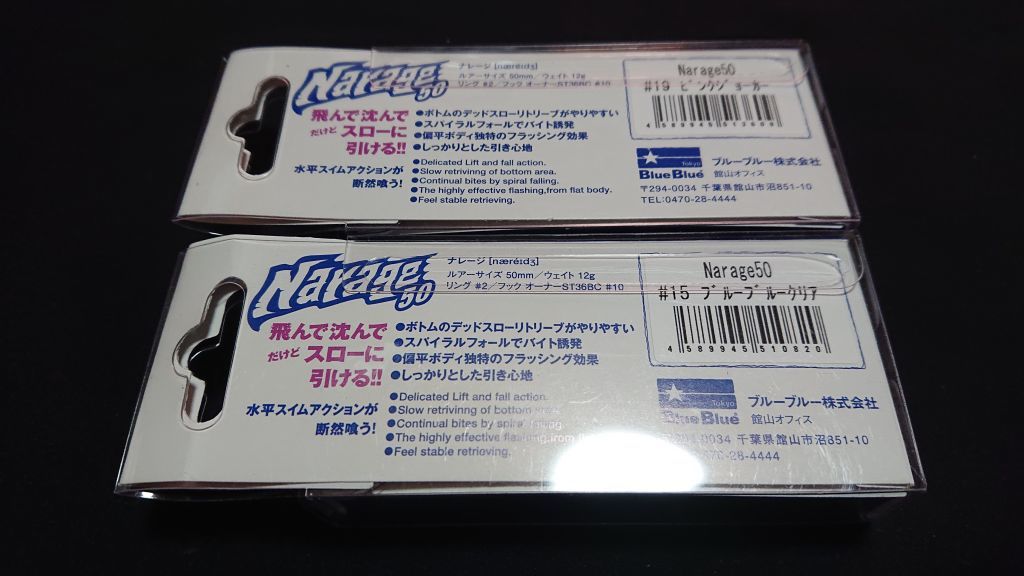 Narage 50
ナレージ [næréidʒ]
ルアーサイズ 50mm／ウェイト 12g
リング #2／フック オーナーST36BC #10
飛んで沈んで
だけど スローに
引ける!!
水平スイムアクションが
断然喰う!
●ボトムのデッドスローリトリーブがやりやすい
●スパイラルフォールでバイト誘発
●偏平ボディ独特のフラッシング効果
●しっかりとした引き心地
●Delicated Lift and fall action.
●Slow retrivning of bottom area.
●Continual bites by spiral falling.
●The highly effective flashing,from flat body.
●Feel stable retrieving.
Narage50
#19 ピンクジョーカー
Tokyo
BlueBlue
ブルーブルー株式会社
館山オフィス
〒294-0034 千葉県館山市沼851-10
TEL:0470-28-4444
Narage 50
ナレージ [næréidʒ]
ルアーサイズ 50mm／ウェイト 12g
リング #2／フック オーナーST36BC #10
飛んで沈んで
だけど スローに
引ける!!
水平スイムアクションが
断然喰う!
●ボトムのデッドスローリトリーブがやりやすい
●スパイラルフォールでバイト誘発
●偏平ボディ独特のフラッシング効果
●しっかりとした引き心地
●Delicated Lift and fall action.
●Slow retrivning of bottom area.
●Continual bites by spiral falling.
●The highly effective flashing,from
●Feel stable retrieving.
Narage50
#15 ブルーブルークリア
4 589945 510820
Tokyo
BlueBlue
ブルーブルー株式会社
館山オフィス
〒294-0034 千葉県館山市沼851-10
70-28-4444